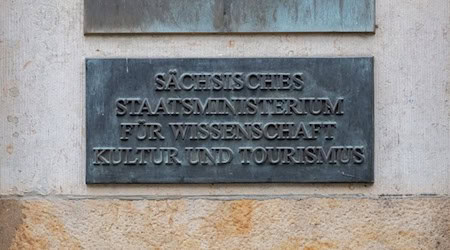 SÄCHSISCHES
STAATSMINISTERIUM
FÜR WISSENSCHAFT
KULTUR UND TOURISMUS